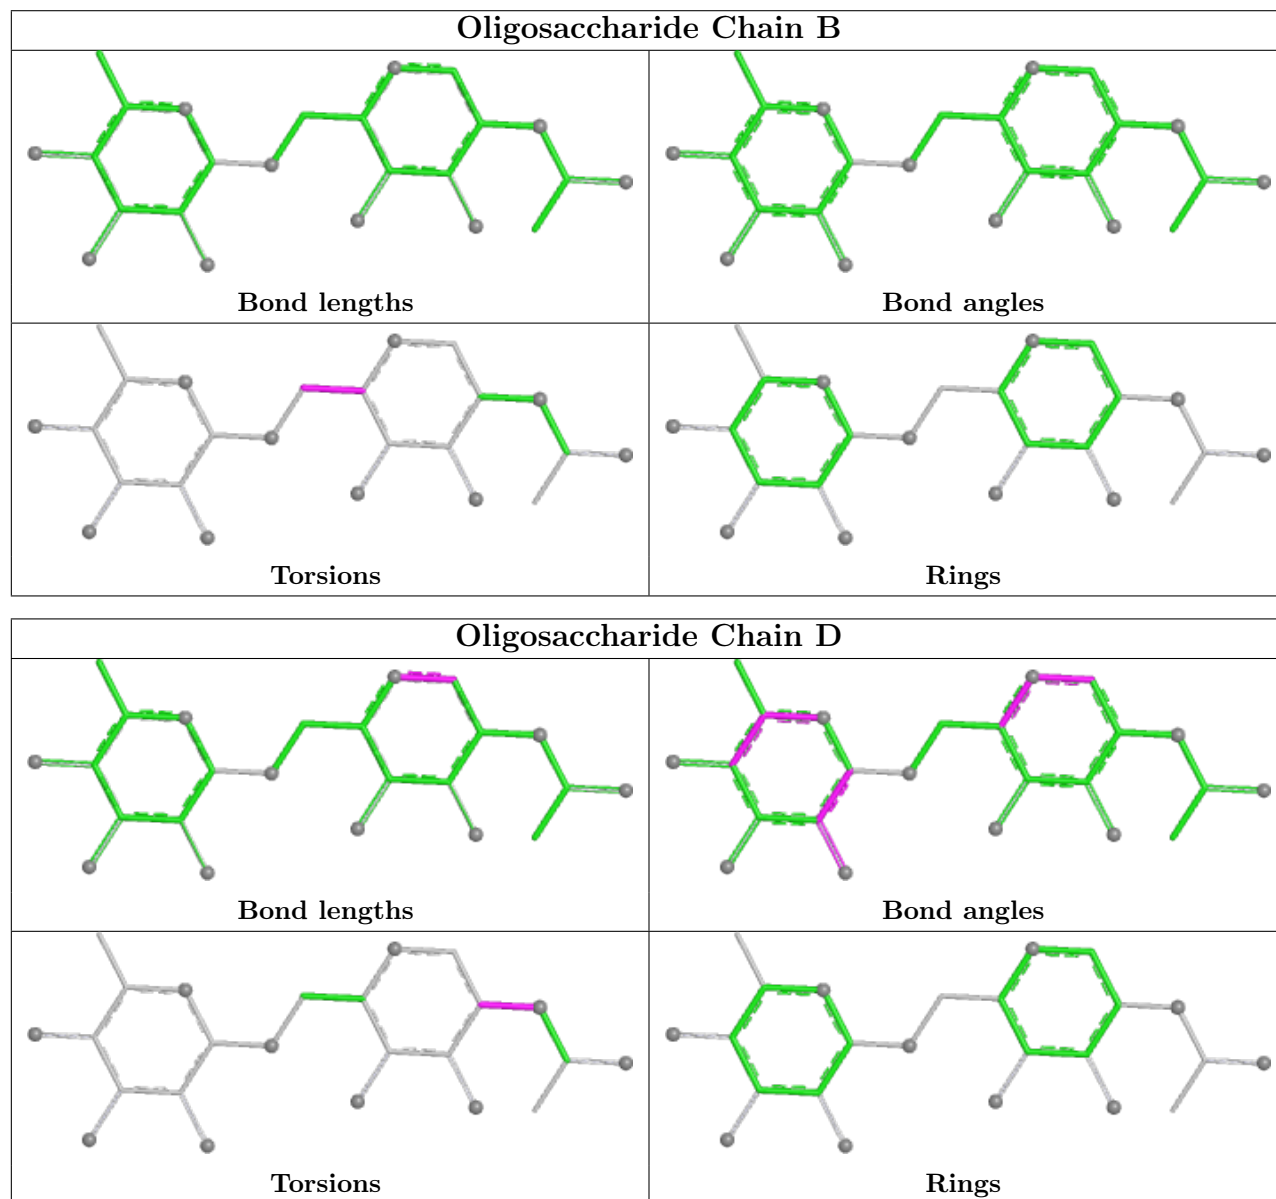 Oligosaccharide Chain B
Bond lengths
Bond angles
Torsions
Rings
Oligosaccharide Chain D
Bond lengths
Bond angles
Torsions
Rings